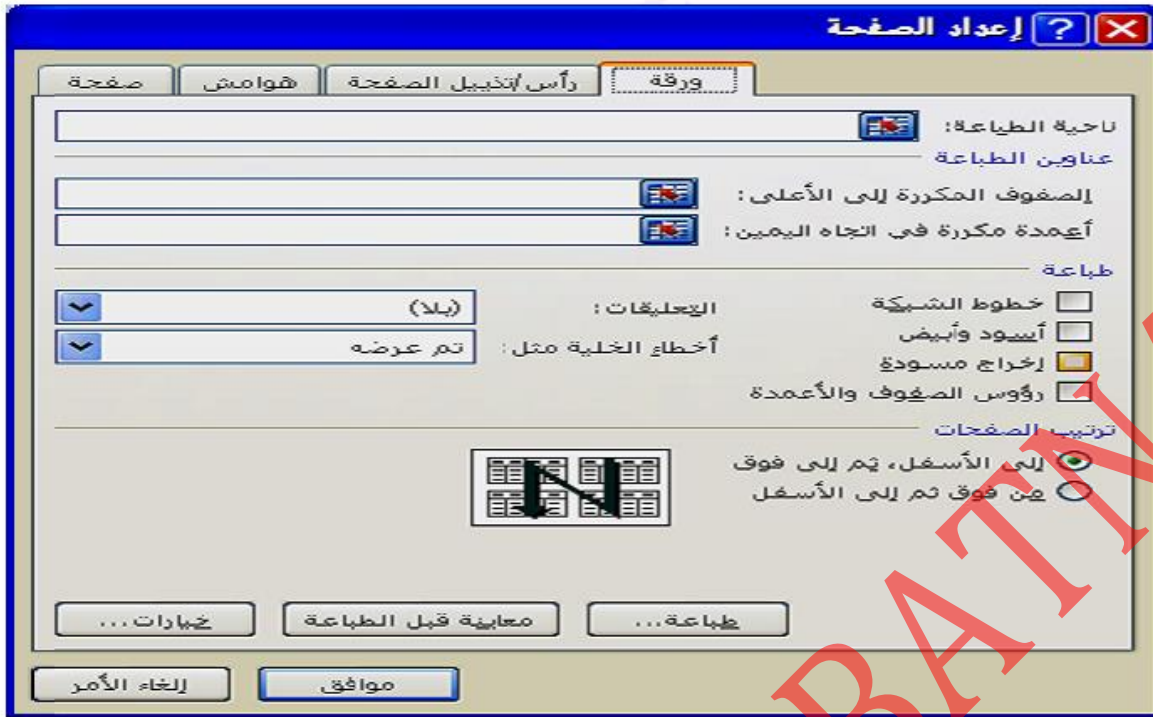 إعداد الصفحة
ورقة رأس/تذييل الصفحة هوامش صفحة
ناحية الطباعة:
عناوين الطباعة
الصفوف المكررة إلى الأعلى:
أعمدة مكررة في اتجاه اليمين:
طباعة
خطوط الشبكة التعليقات: (بلا)
أسود وأبيض
أخطاء الخلية مثل: تم عرضه
إخراج مسودة
رؤوس الصفوف والأعمدة
ترتيب الصفحات
إلى الأسفل، ثم إلى فوق
من فوق ثم إلى الأسفل
طباعة... معاينة قبل الطباعة خيارات...
موافق إلغاء الأمر
BATNA